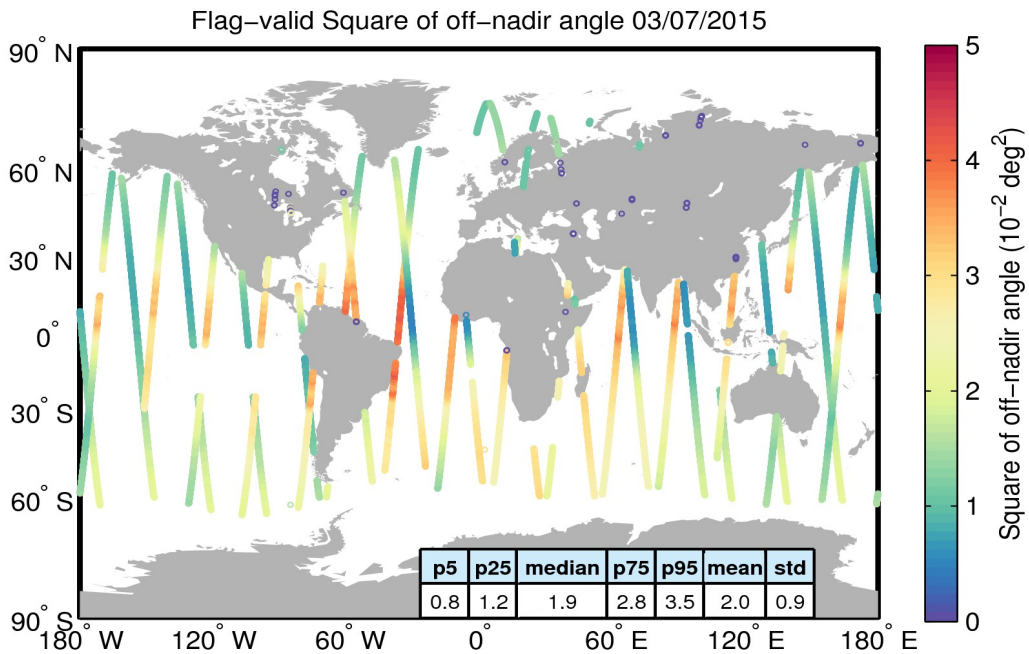 Flag−valid Square of off−nadir angle 03/07/2015
90° N
60° N
30° N
0°
30° S
60° S
90° S
180° W
120° W
60° W
0°
60° E
120° E
180° E
p5 p25 median p75 p95 mean std
0.8 1.2 1.9 2.8 3.5 2.0 0.9
5
4
3
2
1
0
Square of off−nadir angle (10⁻² deg²)